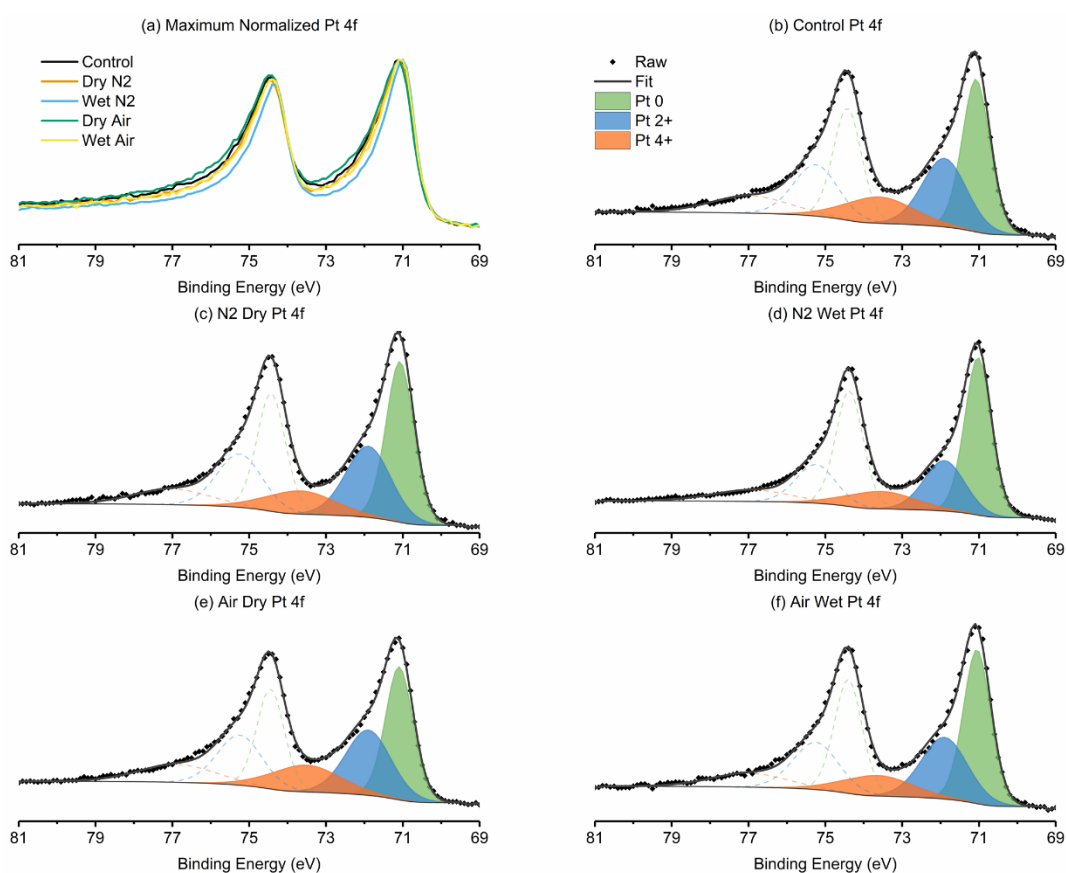 (a) Maximum Normalized Pt 4f
Control
Dry N2
Wet N2
Dry Air
Wet Air
81 79 77 75 73 71 69
Binding Energy (eV)
(b) Control Pt 4f
Raw
Fit
Pt 0
Pt 2+
Pt 4+
81 79 77 75 73 71 69
Binding Energy (eV)
(c) N2 Dry Pt 4f
81 79 77 75 73 71 69
Binding Energy (eV)
(d) N2 Wet Pt 4f
81 79 77 75 73 71 69
Binding Energy (eV)
(e) Air Dry Pt 4f
81 79 77 75 73 71 69
Binding Energy (eV)
(f) Air Wet Pt 4f
81 79 77 75 73 71 69
Binding Energy (eV)